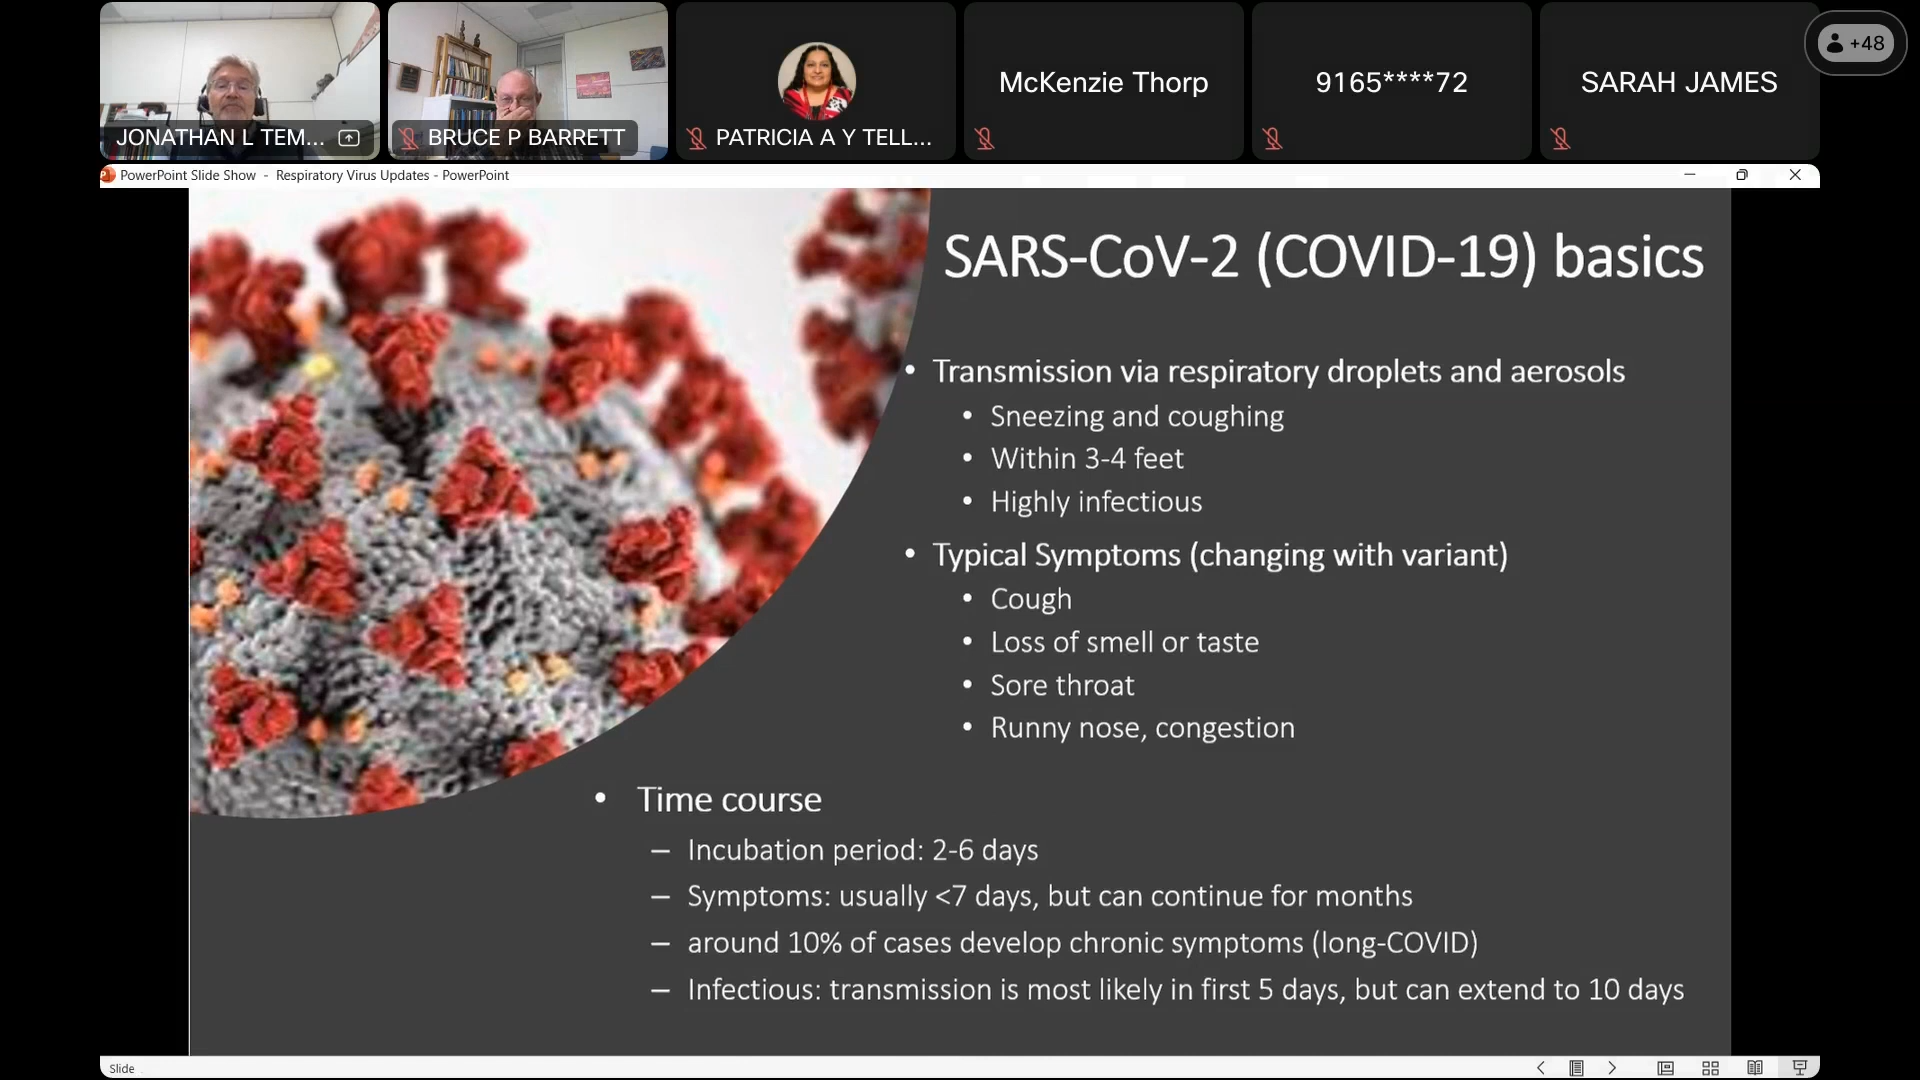 JONATHAN L TEM...
BRUCE P BARRETT
PATRICIA A Y TELL...
McKenzie Thorp
9165****72
SARAH JAMES
+48
PowerPoint Slide Show - Respiratory Virus Updates - PowerPoint
SARS-CoV-2 (COVID-19) basics
• Transmission via respiratory droplets and aerosols
• Sneezing and coughing
• Within 3-4 feet
• Highly infectious
• Typical Symptoms (changing with variant)
• Cough
• Loss of smell or taste
• Sore throat
• Runny nose, congestion
• Time course
– Incubation period: 2-6 days
– Symptoms: usually <7 days, but can continue for months
– around 10% of cases develop chronic symptoms (long-COVID)
– Infectious: transmission is most likely in first 5 days, but can extend to 10 days
Slide